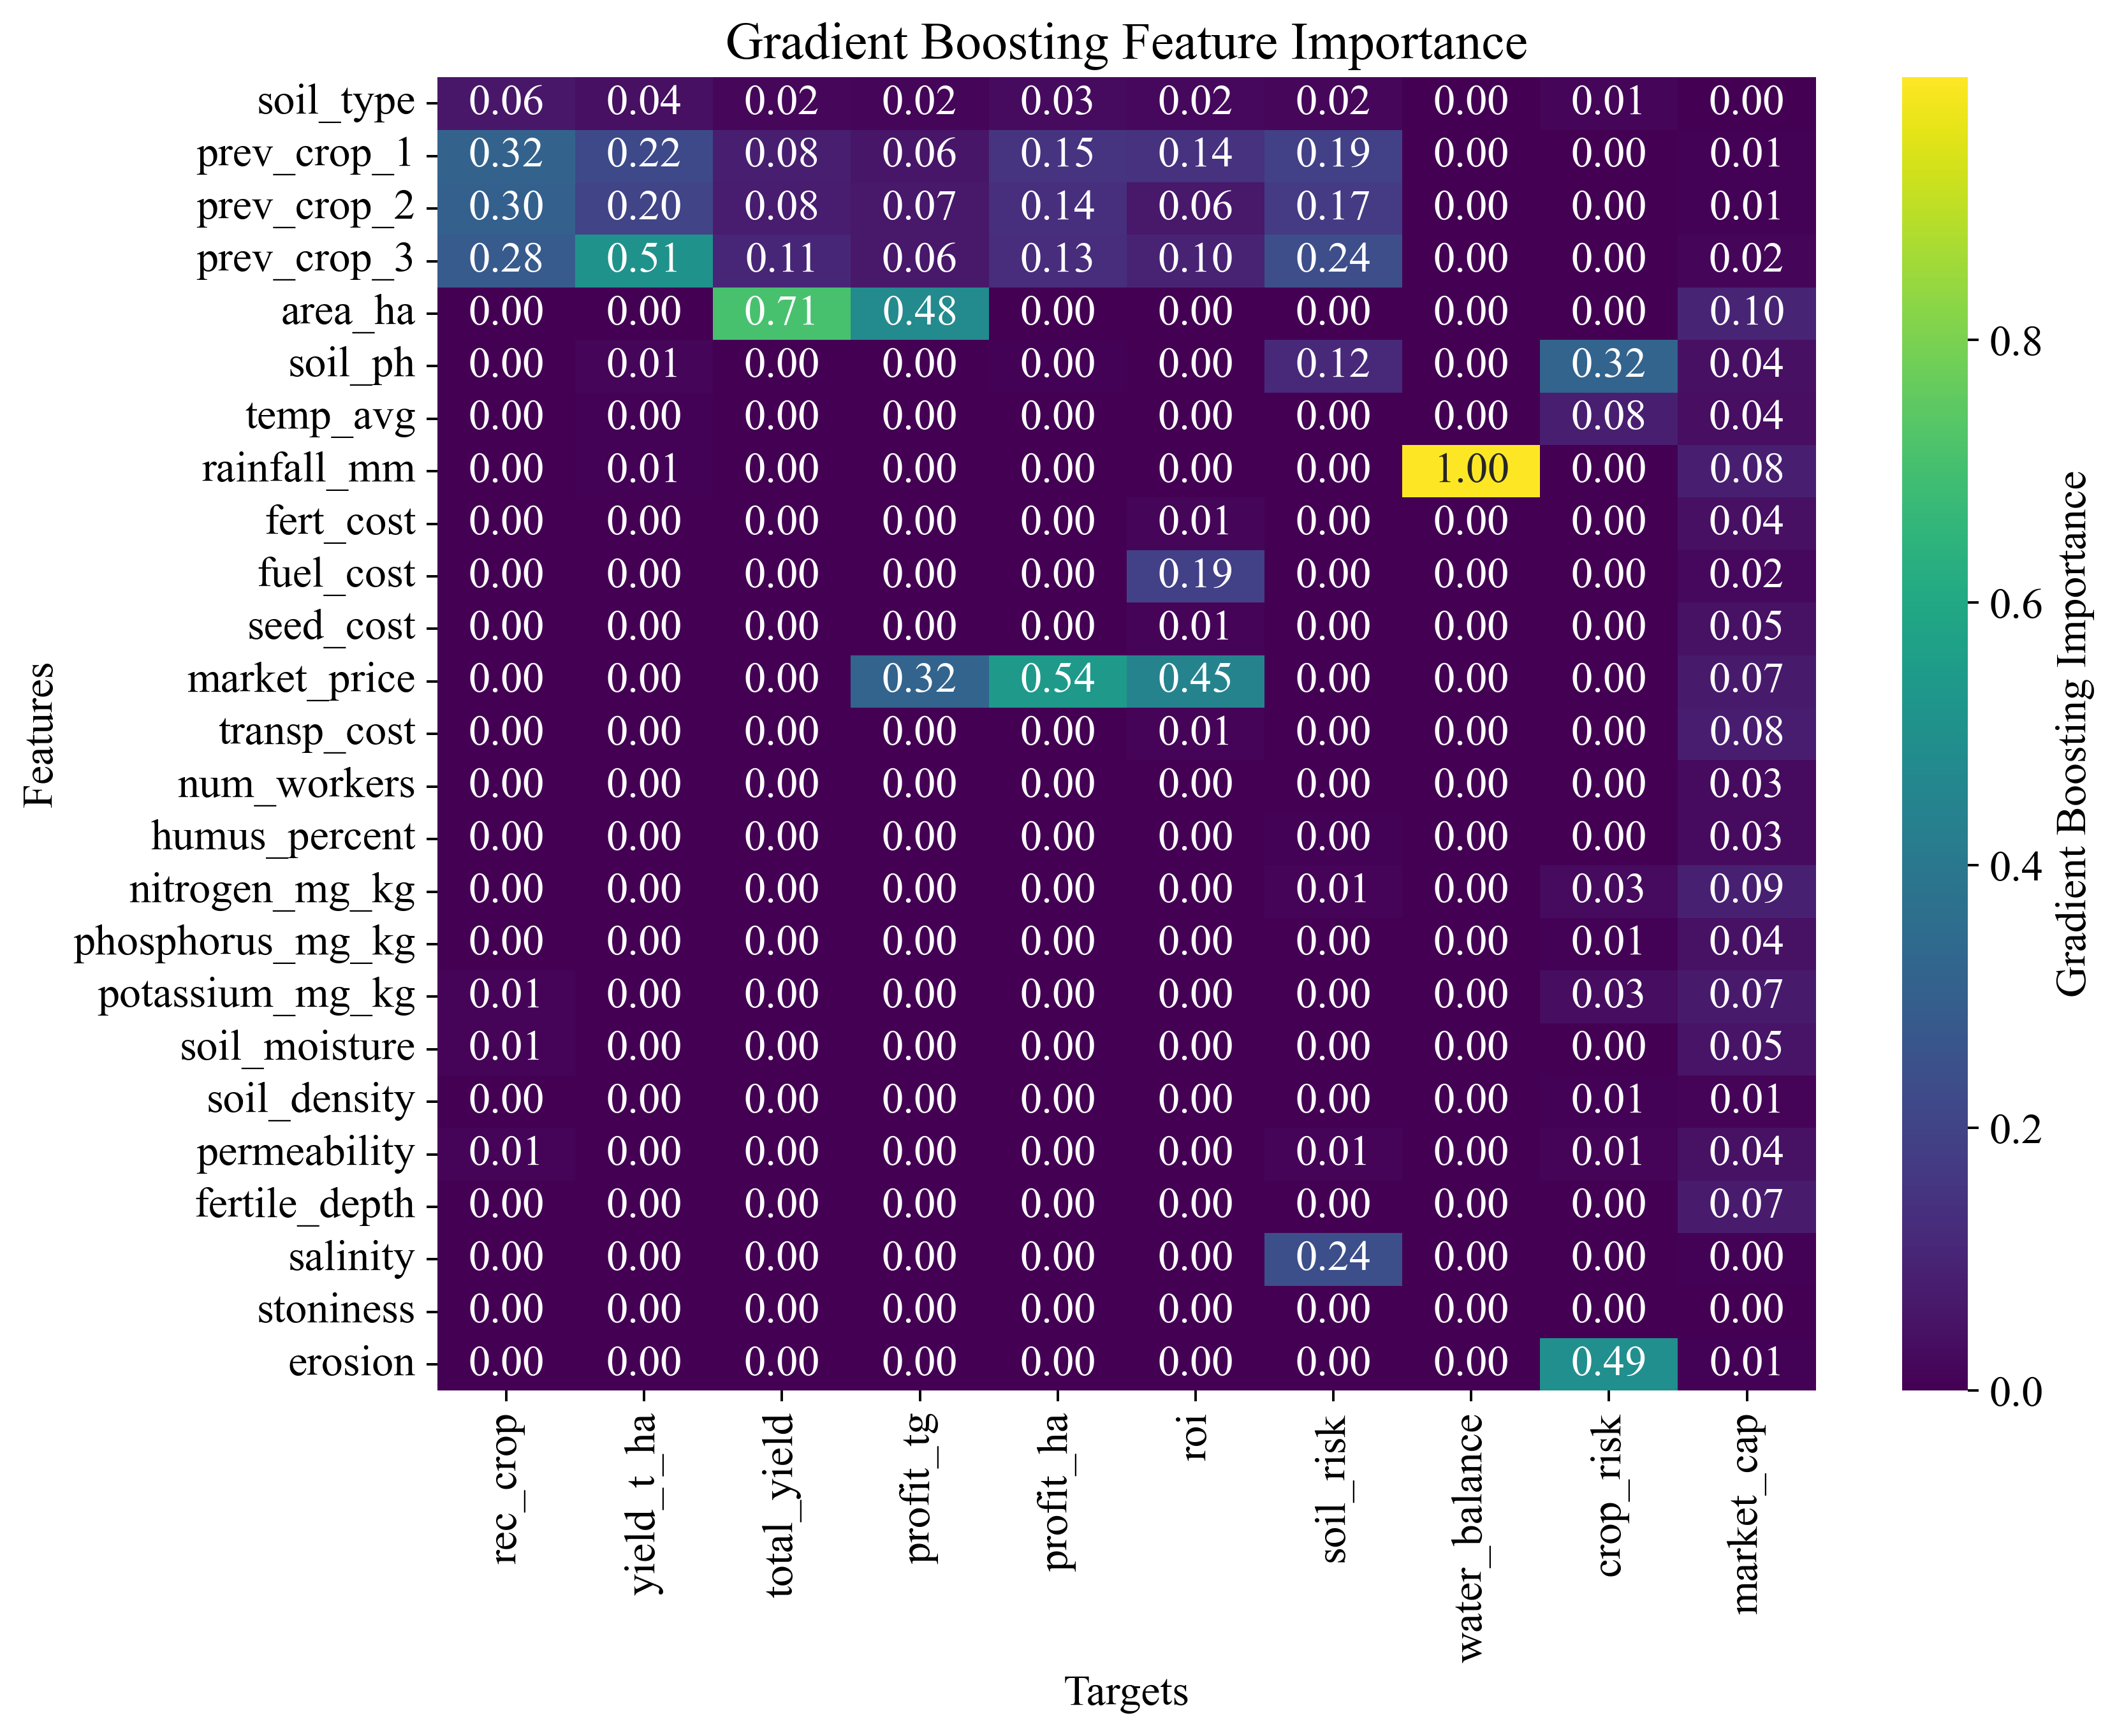 Gradient Boosting Feature Importance
soil_type 0.06 0.04 0.02 0.02 0.03 0.02 0.02 0.00 0.01 0.00
prev_crop_1 0.32 0.22 0.08 0.06 0.15 0.14 0.19 0.00 0.00 0.01
prev_crop_2 0.30 0.20 0.08 0.07 0.14 0.06 0.17 0.00 0.00 0.01
prev_crop_3 0.28 0.51 0.11 0.06 0.13 0.10 0.24 0.00 0.00 0.02
area_ha 0.00 0.00 0.71 0.48 0.00 0.00 0.00 0.00 0.00 0.10
soil_ph 0.00 0.01 0.00 0.00 0.00 0.00 0.12 0.00 0.32 0.04
temp_avg 0.00 0.00 0.00 0.00 0.00 0.00 0.00 0.00 0.08 0.04
rainfall_mm 0.00 0.01 0.00 0.00 0.00 0.00 0.00 1.00 0.00 0.08
fert_cost 0.00 0.00 0.00 0.00 0.00 0.01 0.00 0.00 0.00 0.04
fuel_cost 0.00 0.00 0.00 0.00 0.00 0.19 0.00 0.00 0.00 0.02
seed_cost 0.00 0.00 0.00 0.00 0.00 0.01 0.00 0.00 0.00 0.05
market_price 0.00 0.00 0.00 0.32 0.54 0.45 0.00 0.00 0.00 0.07
transp_cost 0.00 0.00 0.00 0.00 0.00 0.01 0.00 0.00 0.00 0.08
num_workers 0.00 0.00 0.00 0.00 0.00 0.00 0.00 0.00 0.00 0.03
humus_percent 0.00 0.00 0.00 0.00 0.00 0.00 0.00 0.00 0.00 0.03
nitrogen_mg_kg 0.00 0.00 0.00 0.00 0.00 0.00 0.01 0.00 0.03 0.09
phosphorus_mg_kg 0.00 0.00 0.00 0.00 0.00 0.00 0.00 0.00 0.01 0.04
potassium_mg_kg 0.01 0.00 0.00 0.00 0.00 0.00 0.00 0.00 0.03 0.07
soil_moisture 0.01 0.00 0.00 0.00 0.00 0.00 0.00 0.00 0.00 0.05
soil_density 0.00 0.00 0.00 0.00 0.00 0.00 0.00 0.00 0.01 0.01
permeability 0.01 0.00 0.00 0.00 0.00 0.00 0.01 0.00 0.01 0.04
fertile_depth 0.00 0.00 0.00 0.00 0.00 0.00 0.00 0.00 0.00 0.07
salinity 0.00 0.00 0.00 0.00 0.00 0.00 0.24 0.00 0.00 0.00
stoniness 0.00 0.00 0.00 0.00 0.00 0.00 0.00 0.00 0.00 0.00
erosion 0.00 0.00 0.00 0.00 0.00 0.00 0.00 0.00 0.49 0.01
Features
rec_crop
yield_t_ha
total_yield
profit_tg
profit_ha
roi
soil_risk
water_balance
crop_risk
market_cap
Targets
0.8
0.6
0.4
0.2
0.0
Gradient Boosting Importance